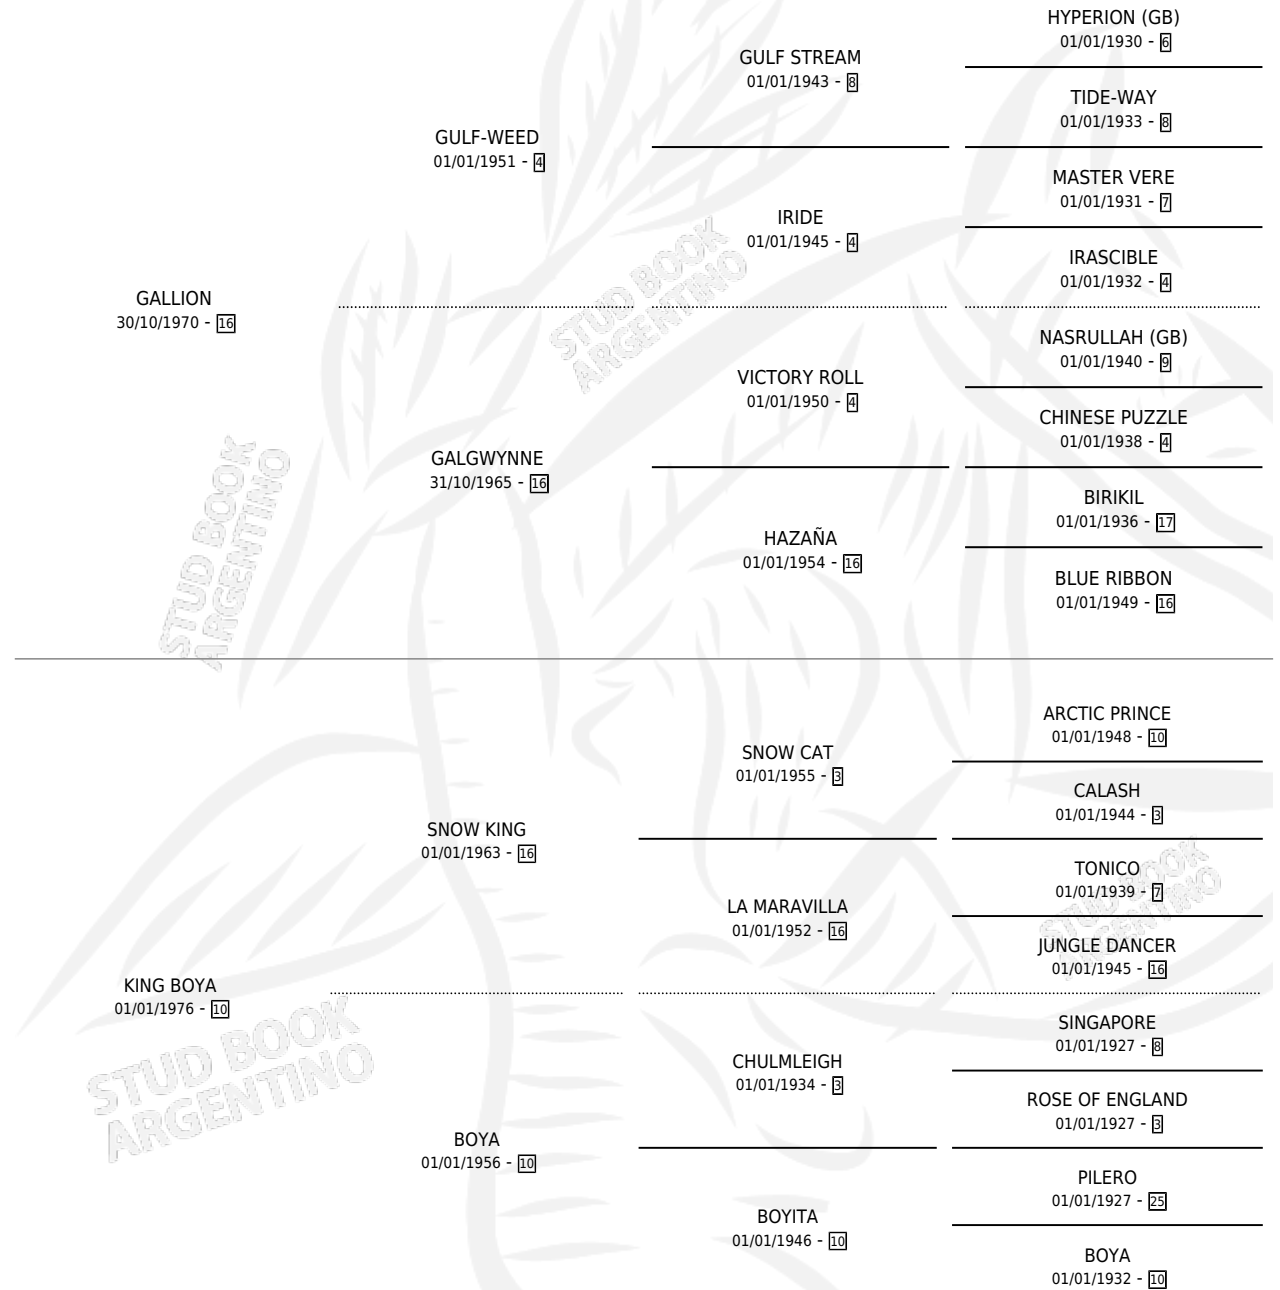 HYPERION (GB)
01/01/1930 - 6
GULF STREAM
01/01/1943 - 8
TIDE-WAY
01/01/1933 - 8
GULF-WEED
01/01/1951 - 4
MASTER VERE
01/01/1931 - 7
IRIDE
01/01/1945 - 4
IRASCIBLE
01/01/1932 - 4
GALLION
30/10/1970 - 16
STUD BOOK
ARGENTINO
NASRULLAH (GB)
01/01/1940 - 9
VICTORY ROLL
01/01/1950 - 4
CHINESE PUZZLE
01/01/1938 - 4
GALGWYNNE
31/10/1965 - 16
BIRIKIL
01/01/1936 - 17
HAZAÑA
01/01/1954 - 16
BLUE RIBBON
01/01/1949 - 16
STUD BOOK
ARGENTINO
ARCTIC PRINCE
01/01/1948 - 10
SNOW CAT
01/01/1955 - 3
CALASH
01/01/1944 - 3
SNOW KING
01/01/1963 - 16
TONICO
01/01/1939 - 7
LA MARAVILLA
01/01/1952 - 16
JUNGLE DANCER
01/01/1945 - 16
STUD BOOK
ARGENTINO
KING BOYA
01/01/1976 - 10
SINGAPORE
01/01/1927 - 8
CHULMLEIGH
01/01/1934 - 3
ROSE OF ENGLAND
01/01/1927 - 3
STUD BOOK
ARGENTINO
BOYA
01/01/1956 - 10
PILERO
01/01/1927 - 25
BOYITA
01/01/1946 - 10
BOYA
01/01/1932 - 10